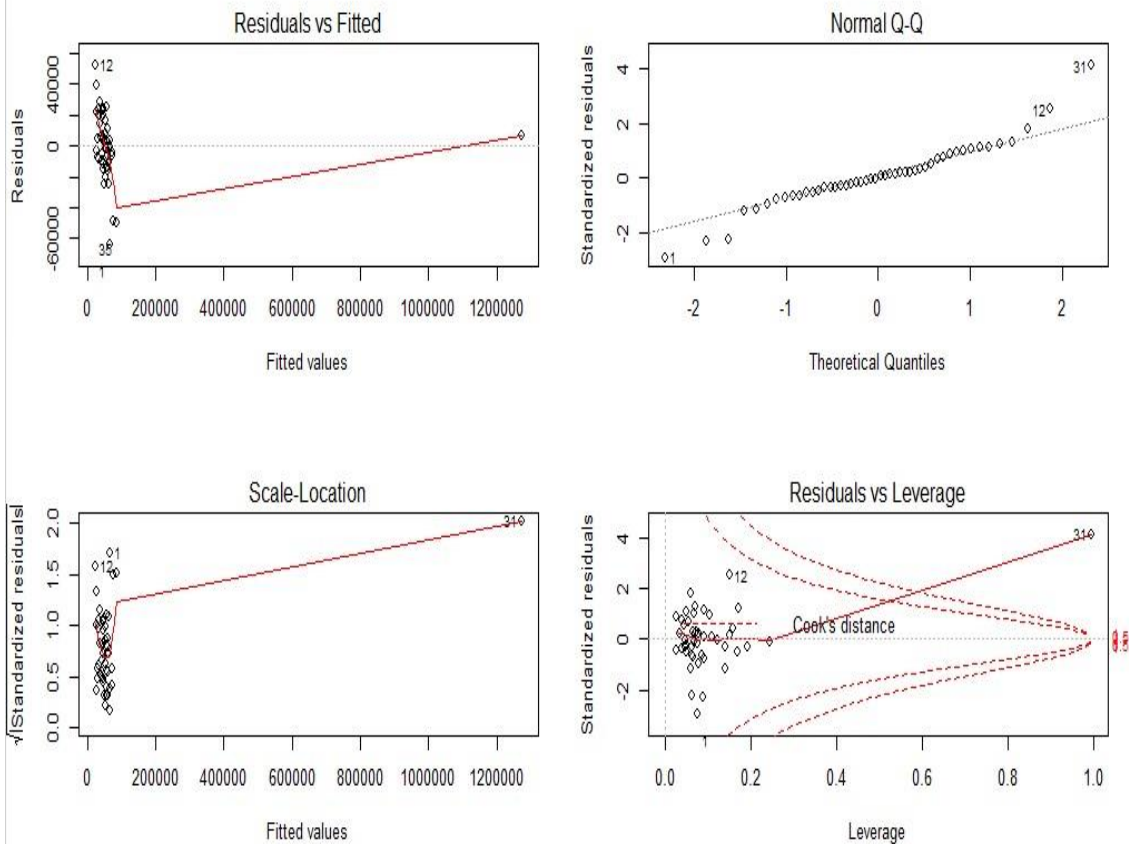 Residuals vs Fitted
Residuals
-60000 0 40000
12
35
1
0 200000 400000 600000 800000 1000000 1200000
Fitted values
Normal Q-Q
Standardized residuals
-2 0 2 4
31
12
1
-2 -1 0 1 2
Theoretical Quantiles
Scale-Location
√|Standardized residuals|
0.0 0.5 1.0 1.5 2.0
31
1
12
0 200000 400000 600000 800000 1000000 1200000
Fitted values
Residuals vs Leverage
Standardized residuals
-2 0 2 4
31
12
Cook's distance
1
0.0 0.2 0.4 0.6 0.8 1.0
Leverage